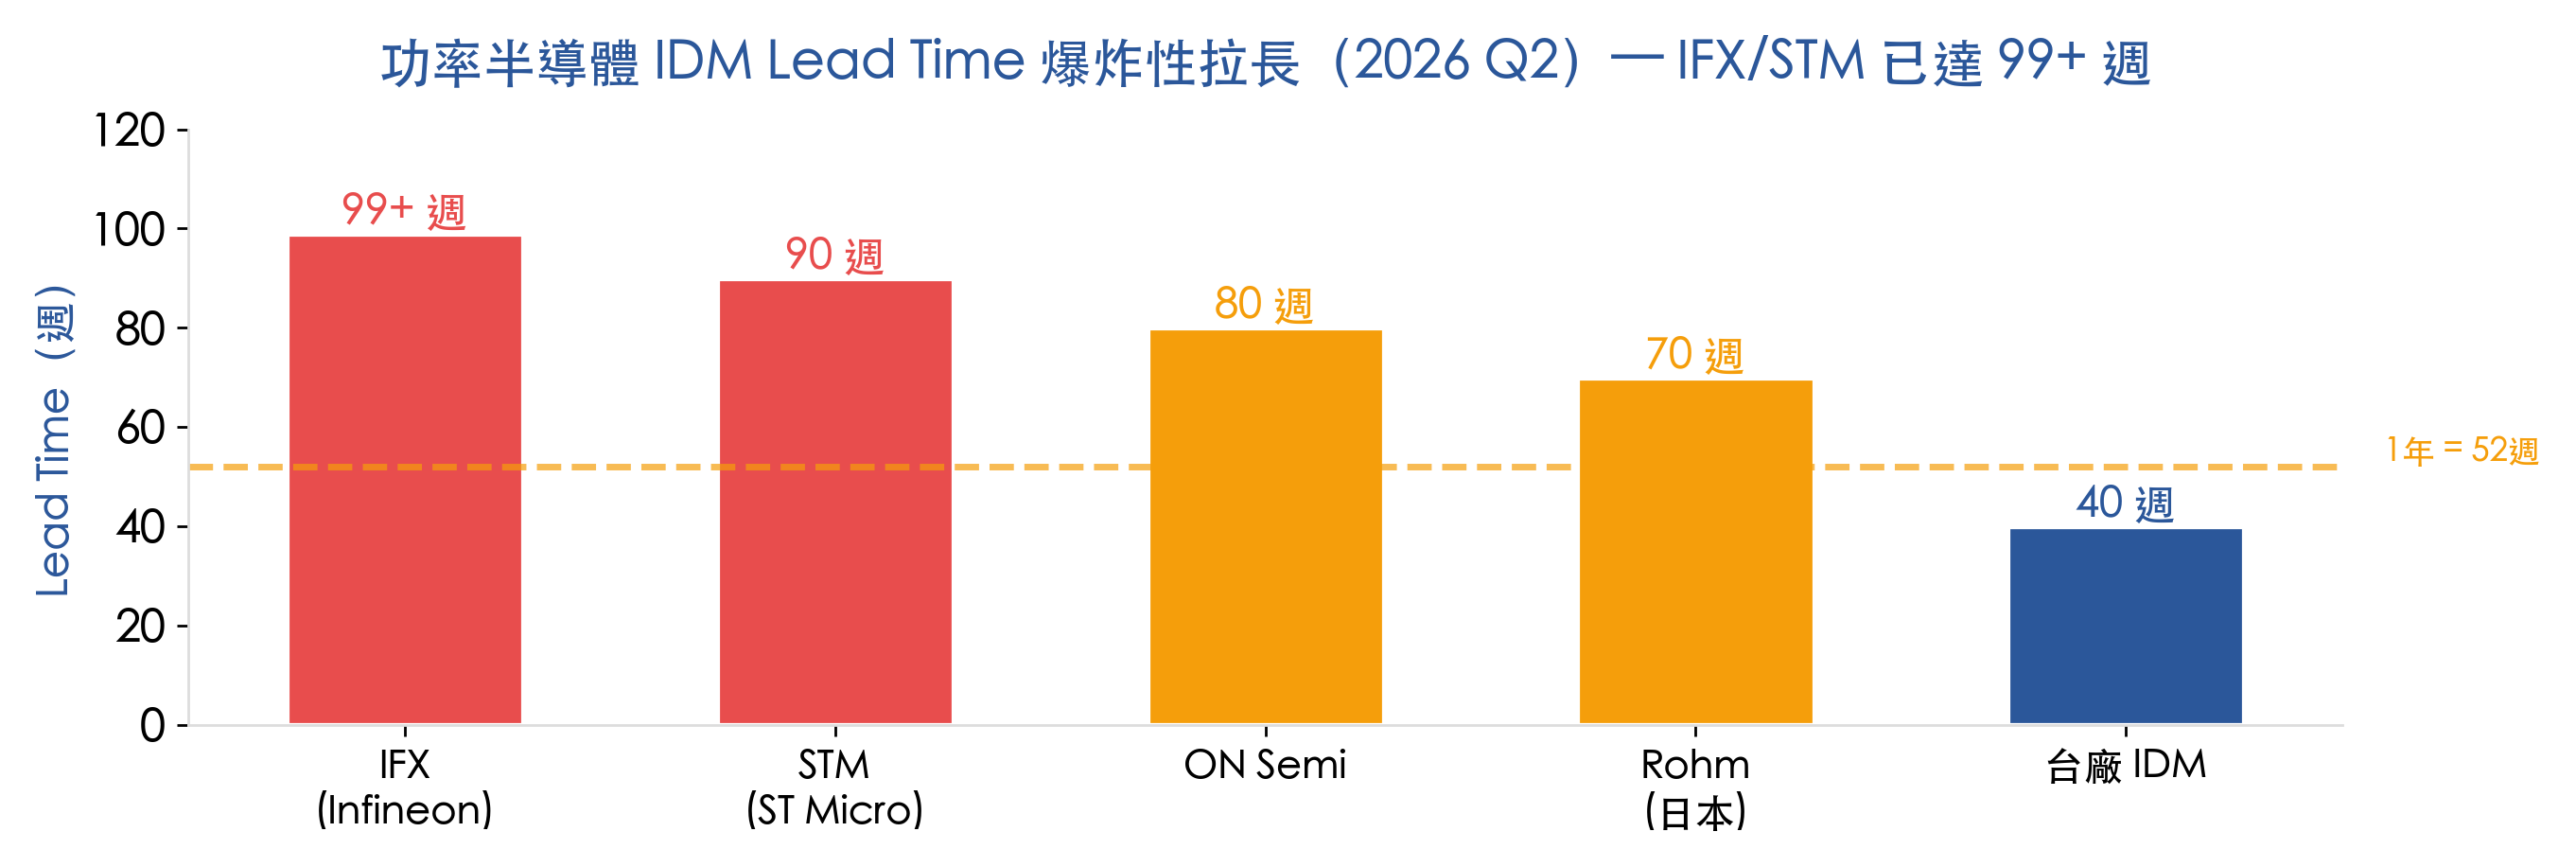 功率半導體 IDM Lead Time 爆炸性拉長（2026 Q2）— IFX/STM 已達 99+ 週
Lead Time（週）
120
100
80
60
40
20
0
99+ 週
90 週
80 週
70 週
40 週
1年 = 52週
IFX
(Infineon)
STM
(ST Micro)
ON Semi
Rohm
(日本)
台廠 IDM